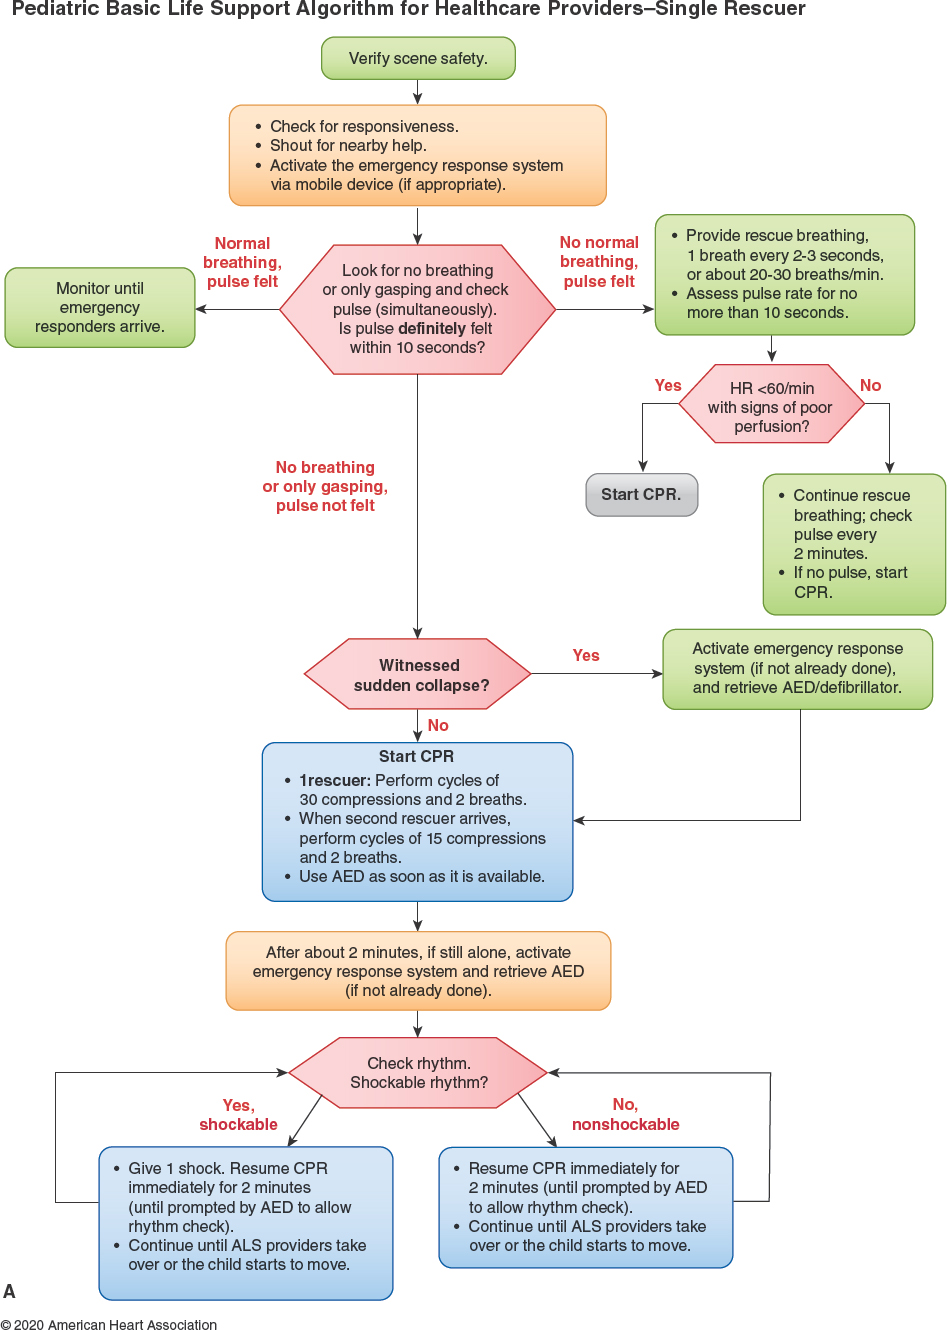 Pediatric Basic Life Support Algorithm for Healthcare Providers–Single Rescuer
Verify scene safety.
• Check for responsiveness.
• Shout for nearby help.
• Activate the emergency response system
via mobile device (if appropriate).
Normal
breathing,
pulse felt
No normal
breathing,
pulse felt
Look for no breathing
or only gasping and check
pulse (simultaneously).
Is pulse definitely felt
within 10 seconds?
Monitor until
emergency
responders arrive.
• Provide rescue breathing,
1 breath every 2-3 seconds,
or about 20-30 breaths/min.
• Assess pulse rate for no
more than 10 seconds.
Yes
HR <60/min
with signs of poor
perfusion?
No
Start CPR.
• Continue rescue
breathing; check
pulse every
2 minutes.
• If no pulse, start
CPR.
No breathing
or only gasping,
pulse not felt
Witnessed
sudden collapse?
Yes
Activate emergency response
system (if not already done),
and retrieve AED/defibrillator.
No
Start CPR
• 1rescuer: Perform cycles of
30 compressions and 2 breaths.
• When second rescuer arrives,
perform cycles of 15 compressions
and 2 breaths.
• Use AED as soon as it is available.
After about 2 minutes, if still alone, activate
emergency response system and retrieve AED
(if not already done).
Check rhythm.
Shockable rhythm?
Yes,
shockable
No,
nonshockable
• Give 1 shock. Resume CPR
immediately for 2 minutes
(until prompted by AED to allow
rhythm check).
• Continue until ALS providers take
over or the child starts to move.
• Resume CPR immediately for
2 minutes (until prompted by AED
to allow rhythm check).
• Continue until ALS providers take
over or the child starts to move.
A
© 2020 American Heart Association